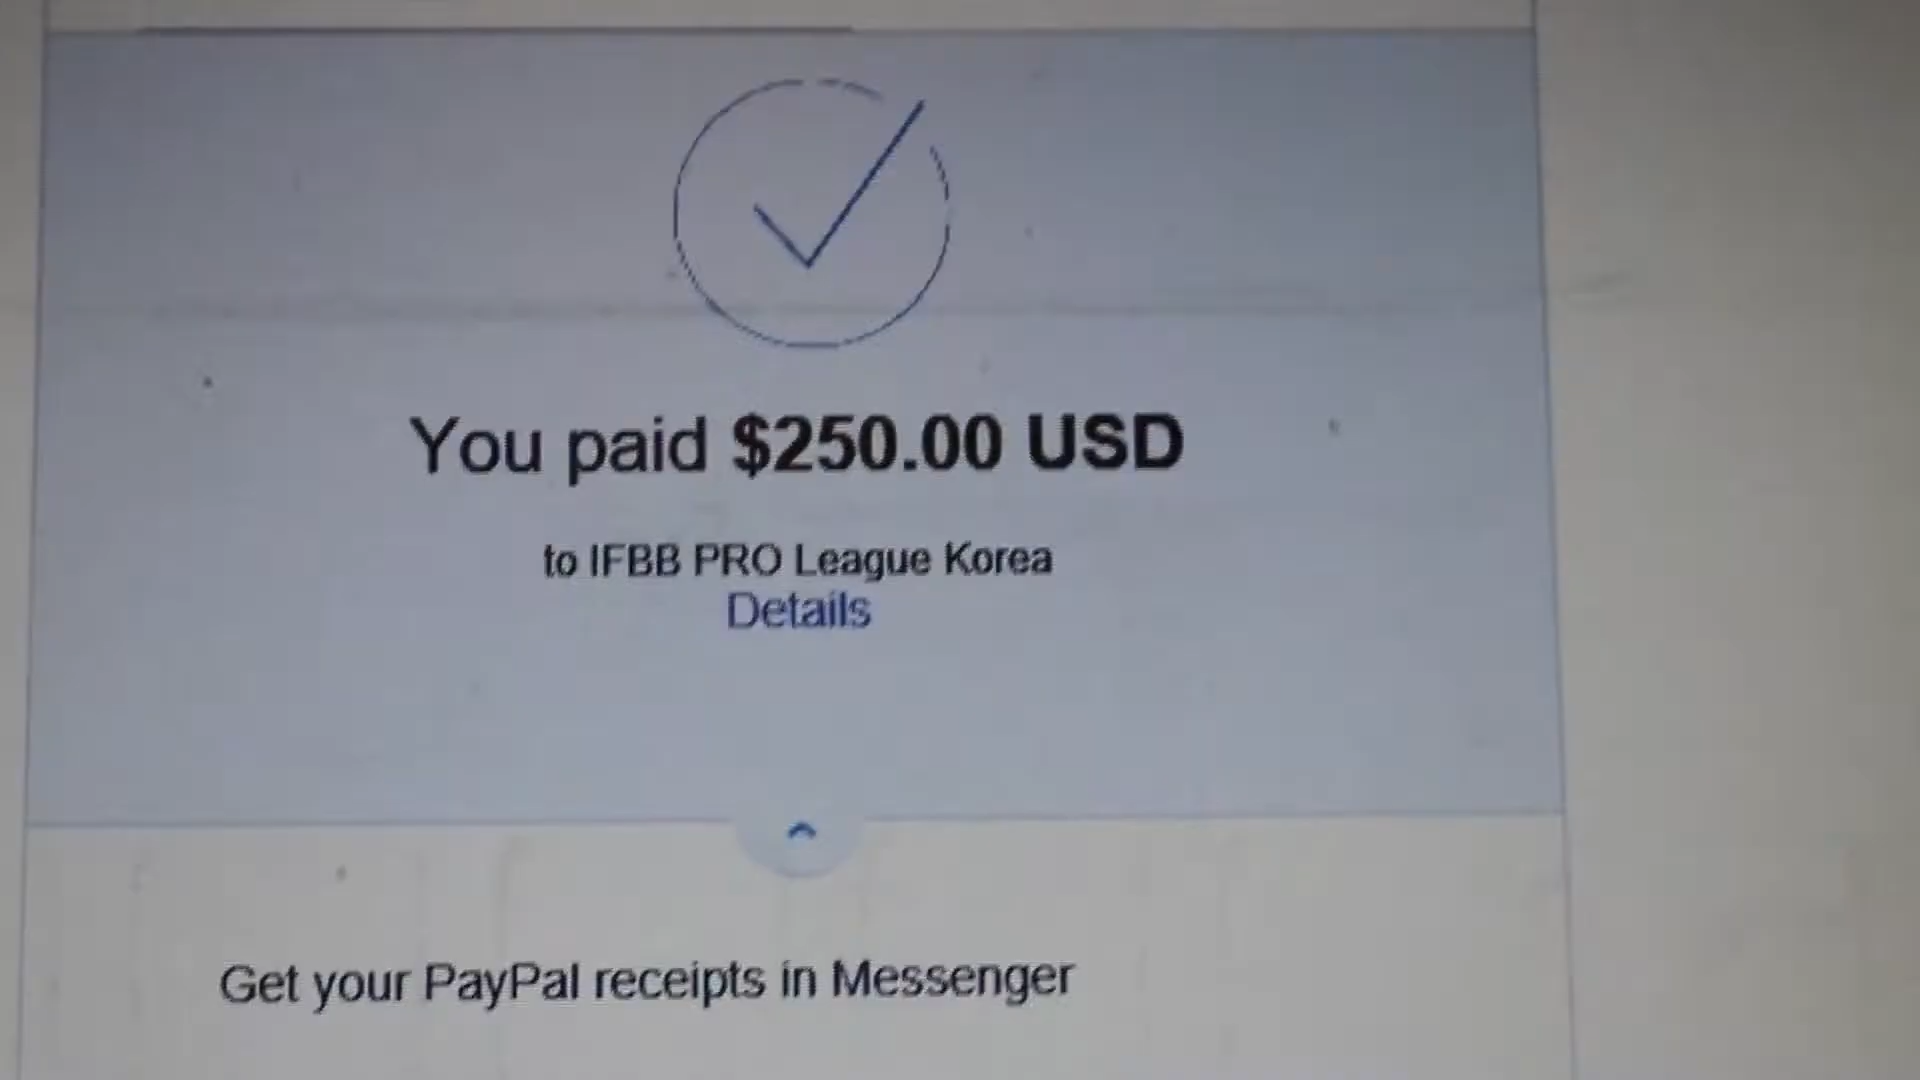 You paid $250.00 USD
to IFBB PRO League Korea
Details
Get your PayPal receipts in Messenger